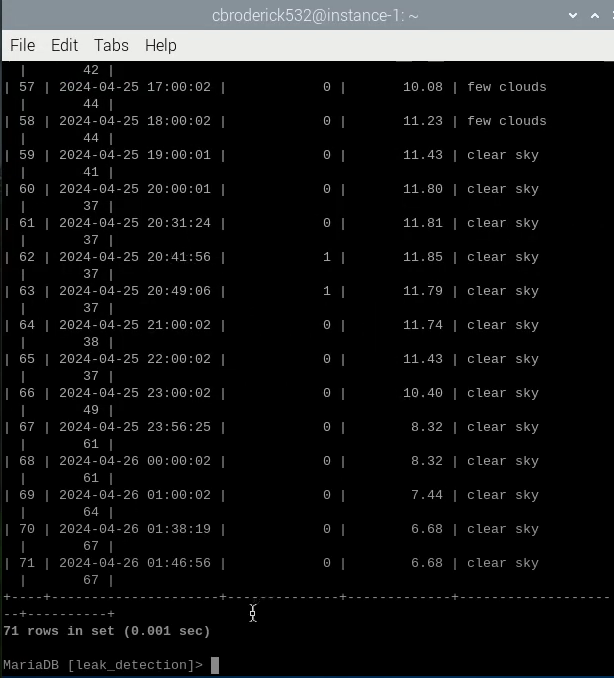 cbroderick532@instance-1: ~
File Edit Tabs Help
| 42 |
| 57 | 2024-04-25 17:00:02 | 0 | 10.08 | few clouds
| 44 |
| 58 | 2024-04-25 18:00:02 | 0 | 11.23 | few clouds
| 44 |
| 59 | 2024-04-25 19:00:01 | 0 | 11.43 | clear sky
| 41 |
| 60 | 2024-04-25 20:00:01 | 0 | 11.80 | clear sky
| 37 |
| 61 | 2024-04-25 20:31:24 | 0 | 11.81 | clear sky
| 37 |
| 62 | 2024-04-25 20:41:56 | 1 | 11.85 | clear sky
| 37 |
| 63 | 2024-04-25 20:49:06 | 1 | 11.79 | clear sky
| 37 |
| 64 | 2024-04-25 21:00:02 | 0 | 11.74 | clear sky
| 38 |
| 65 | 2024-04-25 22:00:02 | 0 | 11.43 | clear sky
| 37 |
| 66 | 2024-04-25 23:00:02 | 0 | 10.40 | clear sky
| 49 |
| 67 | 2024-04-25 23:56:25 | 0 | 8.32 | clear sky
| 61 |
| 68 | 2024-04-26 00:00:02 | 0 | 8.32 | clear sky
| 61 |
| 69 | 2024-04-26 01:00:02 | 0 | 7.44 | clear sky
| 64 |
| 70 | 2024-04-26 01:38:19 | 0 | 6.68 | clear sky
| 67 |
| 71 | 2024-04-26 01:46:56 | 0 | 6.68 | clear sky
| 67 |
+----+---------------------+--------------+-------------+-------------------
--+----------+
71 rows in set (0.001 sec)
MariaDB [leak_detection]>